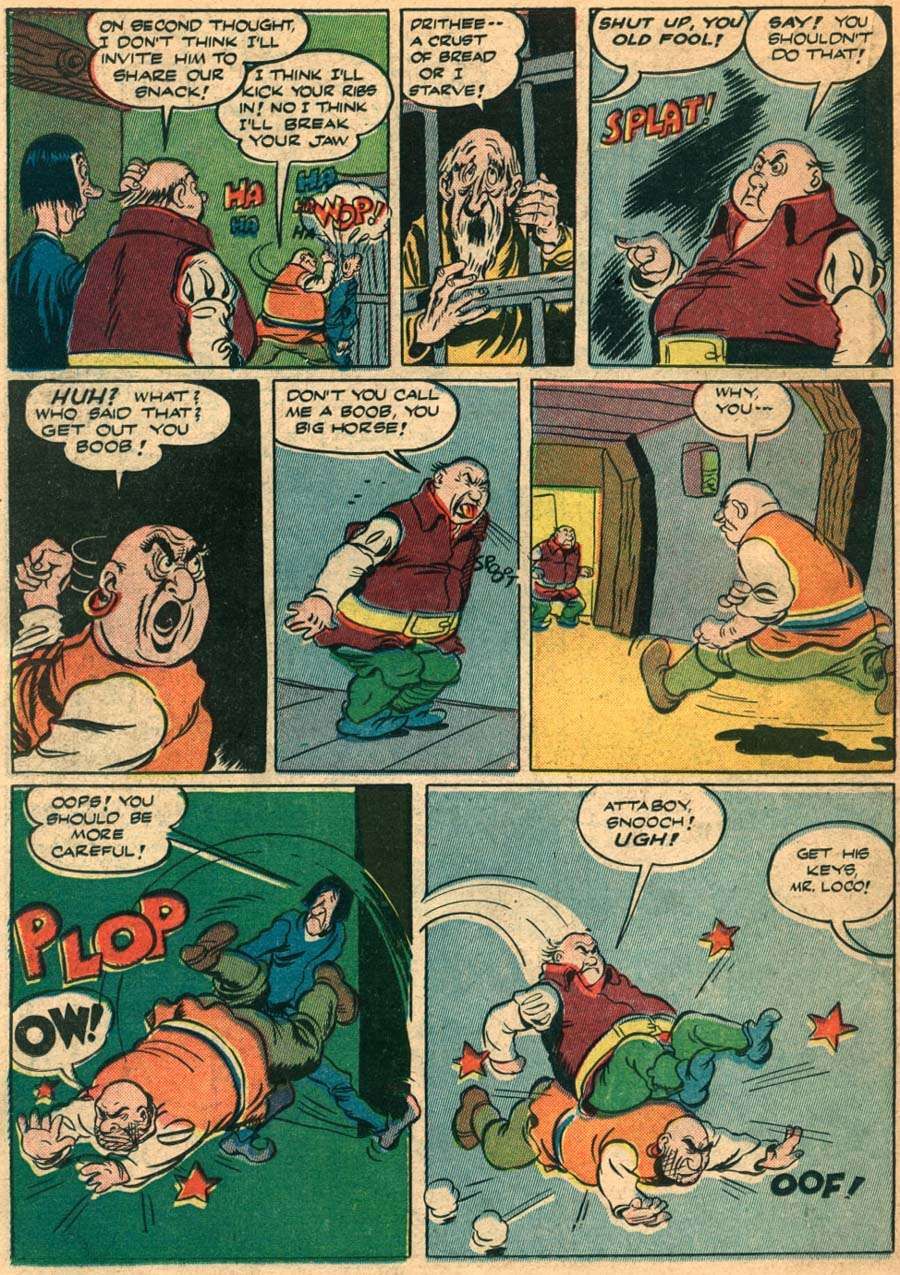 ON SECOND THOUGHT,
I DON'T THINK I'LL
INVITE HIM TO
SHARE OUR
SNACK!
I THINK I'LL
KICK YOUR RIBS
IN! NO I THINK
I'LL BREAK
YOUR JAW
HA
HA
HA
HA
HA
WOP!
PRITHEE--
A CRUST
OF BREAD
OR I
STARVE!
SHUT UP, YOU
OLD FOOL!
SPLAT!
SAY! YOU
SHOULDN'T
DO THAT!
HUH? WHAT?
WHO SAID THAT?
GET OUT YOU
BOOB!
DON'T YOU CALL
ME A BOOB, YOU
BIG HORSE!
WHY,
YOU--
OOPS! YOU
SHOULD BE
MORE
CAREFUL!
PLOP
OW!
ATTABOY,
SNOOCH!
UGH!
GET HIS
KEYS,
MR. LOCO!
OOF!